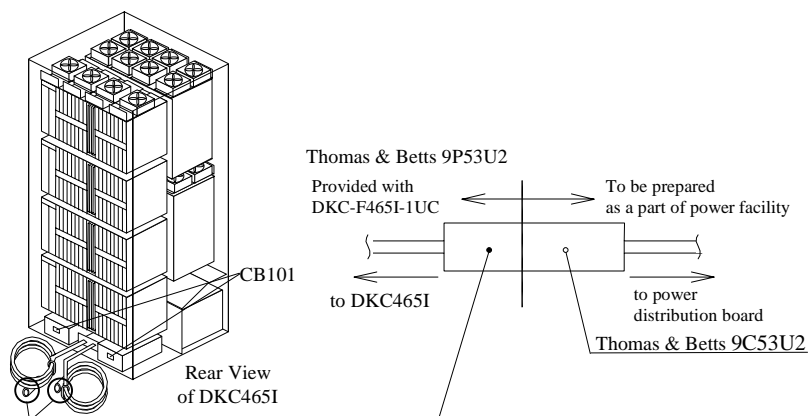 Thomas & Betts 9P53U2
Provided with
DKC-F465I-1UC
To be prepared
as a part of power facility
CB101
to DKC465I
to power
distribution board
Thomas & Betts 9C53U2
Rear View
of DKC465I